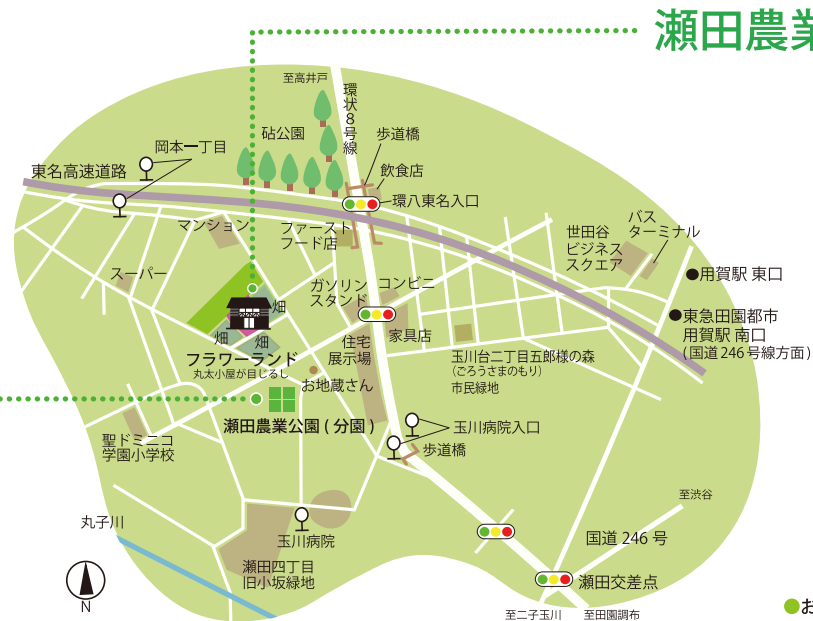 瀬田農業
至高井戸
環状8号線
砧公園
歩道橋
岡本一丁目
飲食店
東名高速道路
環八東名入口
マンション
ファースト
フード店
世田谷
ビジネス
スクエア
バス
ターミナル
スーパー
ガソリン
スタンド
コンビニ
用賀駅 東口
畑
畑
畑
東急田園都市
用賀駅 南口
(国道246号線方面)
家具店
住宅
展示場
フラワーランド
丸太小屋が目じるし
玉川台二丁目五郎様の森
(ごろうさまのもり)
市民緑地
お地蔵さん
瀬田農業公園(分園)
玉川病院入口
歩道橋
聖ドミニコ
学園小学校
至渋谷
丸子川
玉川病院
国道246号
瀬田四丁目
旧小坂緑地
瀬田交差点
N
至二子玉川
至田園調布
お